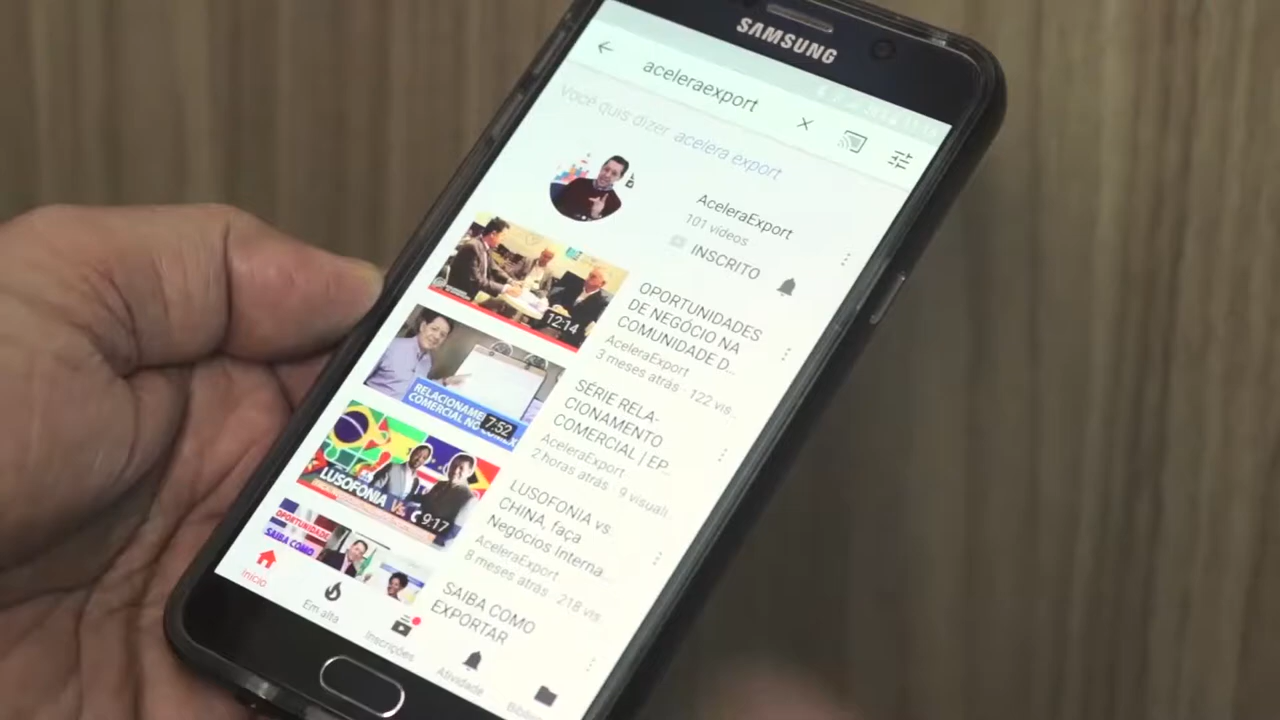 SAMSUNG
aceleraexport
Você quis dizer acelera export
AceleraExport
101 vídeos
INSCRITO
12:14
OPORTUNIDADES
DE NEGÓCIO NA
COMUNIDADE D...
AceleraExport
3 meses atrás · 122 vis...
RELACIONAME
COMERCIAL NO
7:52
SÉRIE RELA-
CIONAMENTO
COMERCIAL | EP...
AceleraExport
2 horas atrás · 9 visuali...
LUSOFONIA Vs C
9:17
LUSOFONIA vs
CHINA, faça
Negócios Interna...
AceleraExport
8 meses atrás · 218 vis...
OPORTUNIDADE
SAIBA COMO
SAIBA COMO
EXPORTAR
Início
Em alta
Inscrições
Atividade